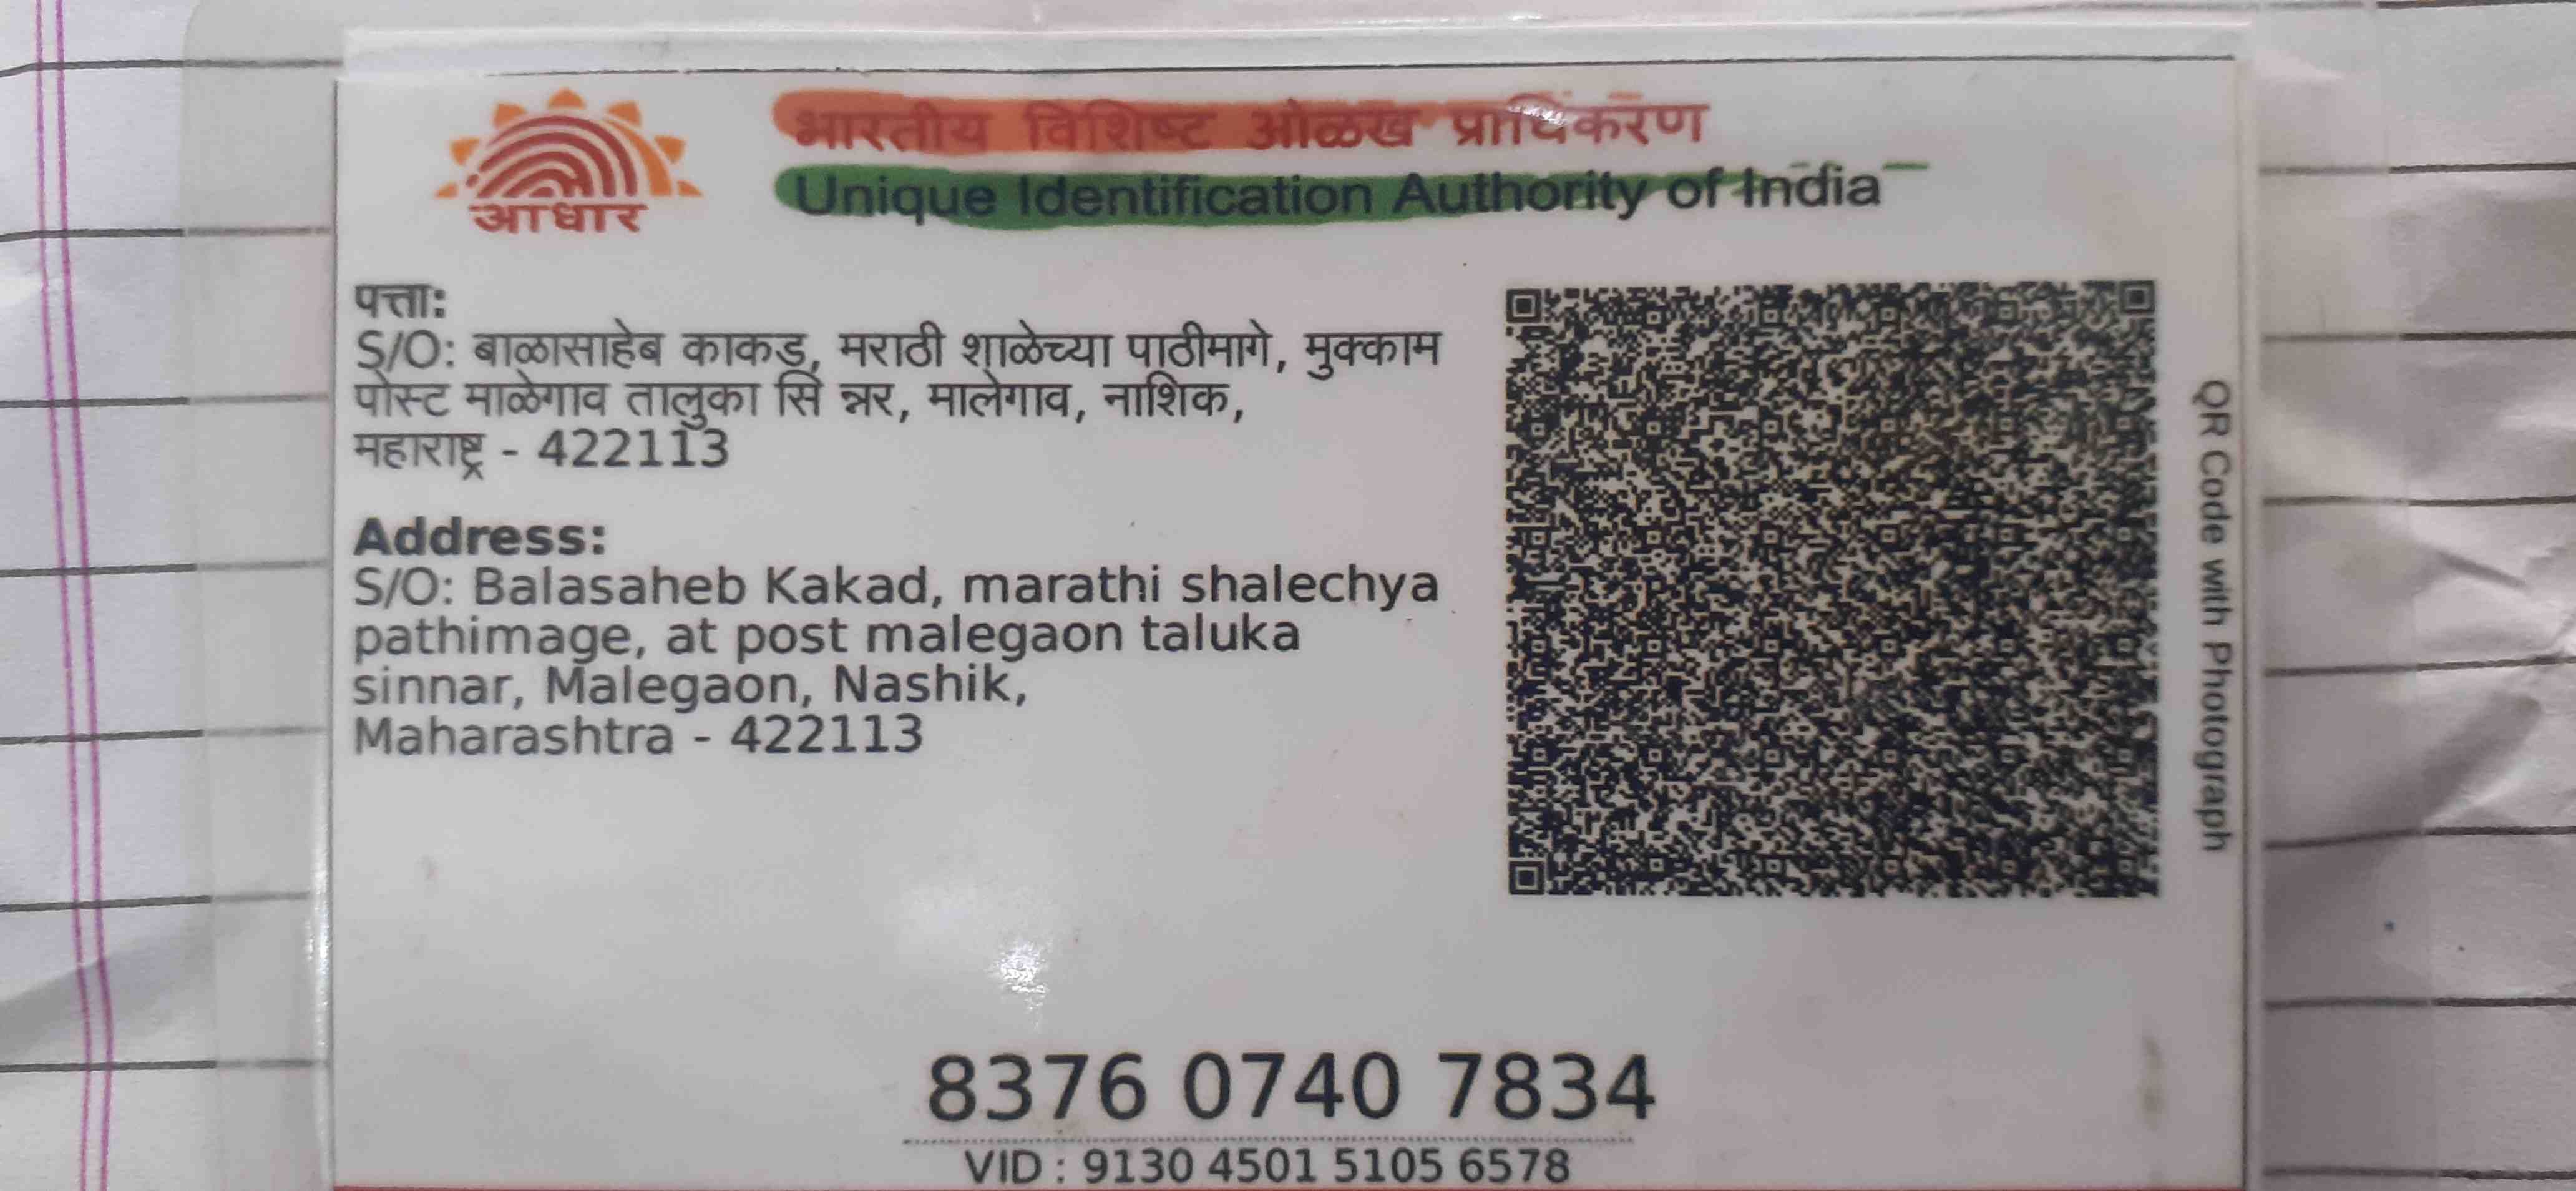 आधार
भारतीय विशिष्ट ओळख प्राधिकरण
Unique Identification Authority of India
पत्ता:
S/O: बाळासाहेब काकड, मराठी शाळेच्या पाठीमागे, मुक्काम
पोस्ट माळेगाव तालुका सि न्नर, मालेगाव, नाशिक,
महाराष्ट्र - 422113
Address:
S/O: Balasaheb Kakad, marathi shalechya
pathimage, at post malegaon taluka
sinnar, Malegaon, Nashik,
Maharashtra - 422113
QR Code with Photograph
8376 0740 7834
VID : 9130 4501 5105 6578